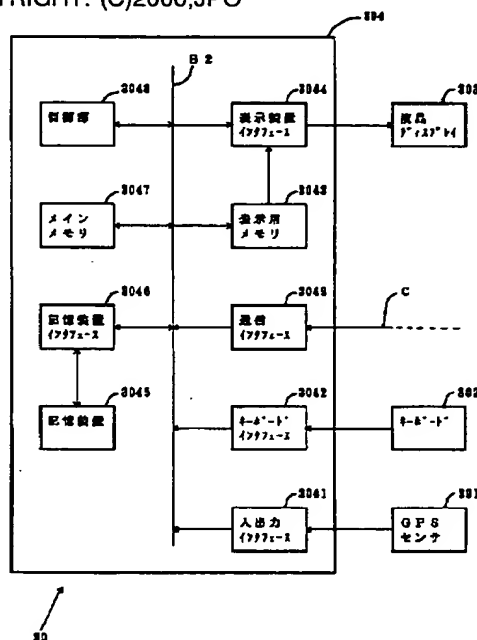 TRIGHT: (C)2000,JPO
304
B2
3048
制御部
3044
表示装置
インタフェース
303
液晶
ディスプレイ
3047
メイン
メモリ
3043
表示用
メモリ
3046
記憶装置
インタフェース
3049
通信
インタフェース
C
3045
記憶装置
3042
キーボード
インタフェース
302
キーボード
3041
入出力
インタフェース
301
GPS
センサ
30